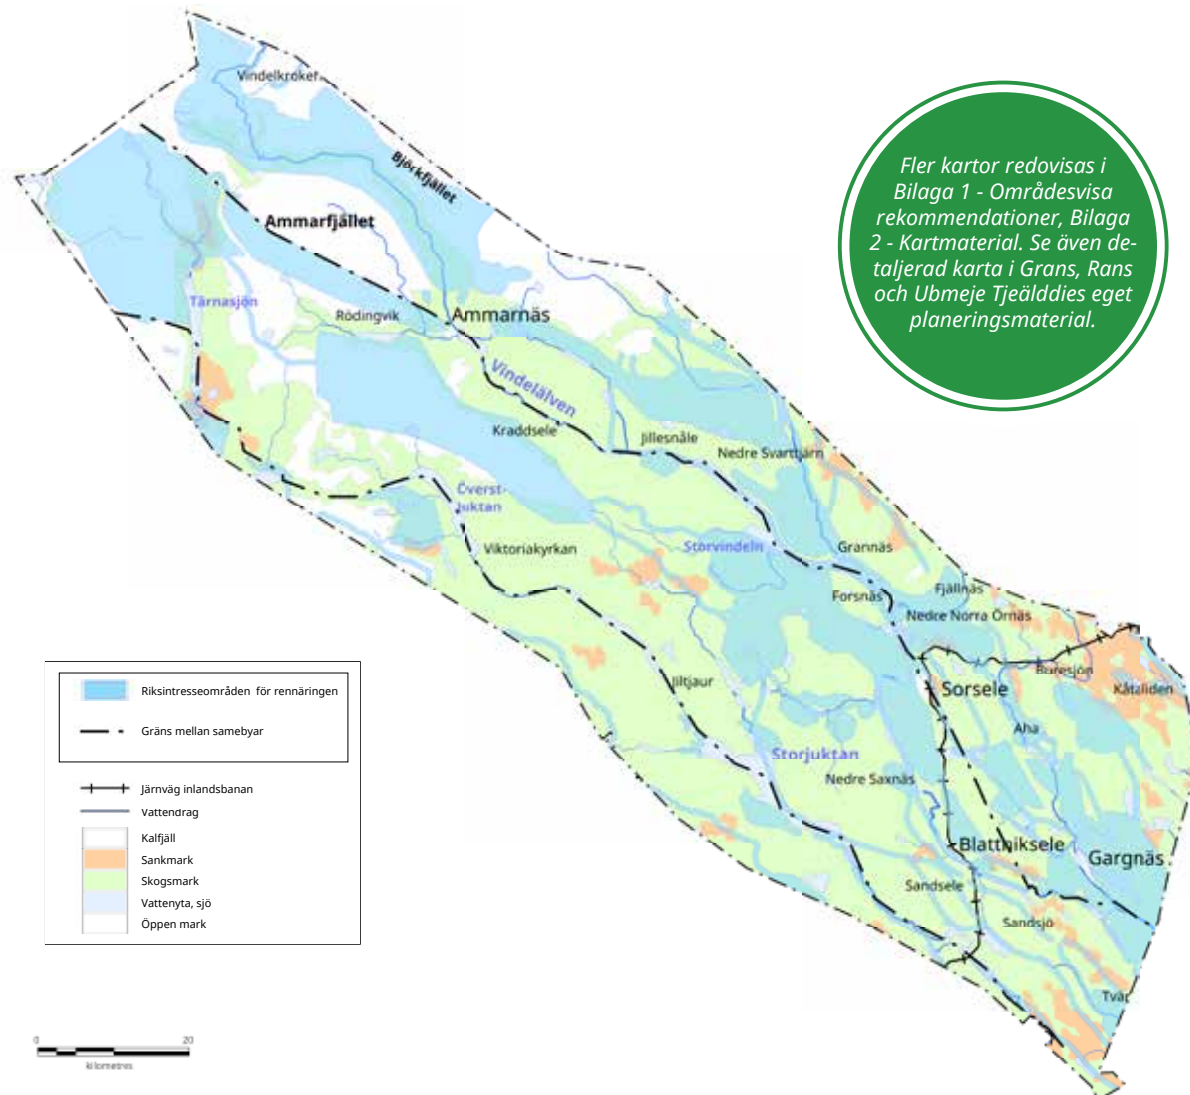 Vindelkroken
Björkfjället
Ammarfjället
Tärnasjön
Rödingvik
Ammarnäs
Vindelälven
Kraddsele
Jillesnåle
Nedre Svarttjärn
Överst-
Juktan
Viktoriakyrkan
Storvindeln
Grannäs
Forsnäs
Fjällnäs
Nedre Norra Örnäs
Buresjön
Kåtaliden
Sorsele
Jiltjaur
Aha
Storjuktan
Nedre Saxnäs
Blattniksele
Gargnäs
Sandsele
Sandsjö
Tvär
Fler kartor redovisas i
Bilaga 1 - Områdesvisa
rekommendationer, Bilaga
2 - Kartmaterial. Se även de-
taljerad karta i Grans, Rans
och Ubmeje Tjeälddies eget
planeringsmaterial.
Riksintresseområden för rennäringen
Gräns mellan samebyar
Järnväg inlandsbanan
Vattendrag
Kalfjäll
Sankmark
Skogsmark
Vattenyta, sjö
Öppen mark
0 20
kilometres